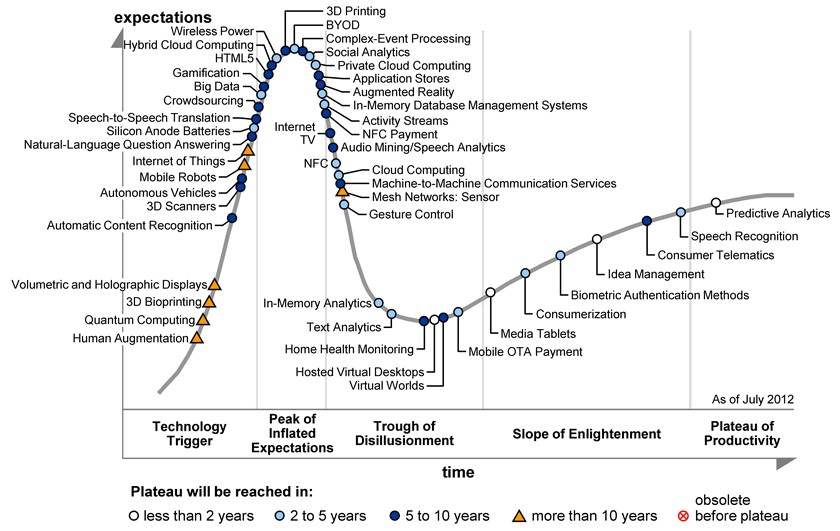 expectations
3D Printing
BYOD
Complex-Event Processing
Social Analytics
Private Cloud Computing
Application Stores
Augmented Reality
In-Memory Database Management Systems
Activity Streams
NFC Payment
Audio Mining/Speech Analytics
Cloud Computing
Machine-to-Machine Communication Services
Mesh Networks: Sensor
Gesture Control
Wireless Power
Hybrid Cloud Computing
HTML5
Gamification
Big Data
Crowdsourcing
Speech-to-Speech Translation
Silicon Anode Batteries
Natural-Language Question Answering
Internet of Things
Mobile Robots
Autonomous Vehicles
3D Scanners
Automatic Content Recognition
Volumetric and Holographic Displays
3D Bioprinting
Quantum Computing
Human Augmentation
Internet
TV
NFC
In-Memory Analytics
Text Analytics
Home Health Monitoring
Hosted Virtual Desktops
Virtual Worlds
Mobile OTA Payment
Media Tablets
Consumerization
Biometric Authentication Methods
Idea Management
Consumer Telematics
Speech Recognition
Predictive Analytics
As of July 2012
Technology
Trigger
Peak of
Inflated
Expectations
Trough of
Disillusionment
Slope of Enlightenment
Plateau of
Productivity
time
Plateau will be reached in:
less than 2 years
2 to 5 years
5 to 10 years
more than 10 years
obsolete
before plateau